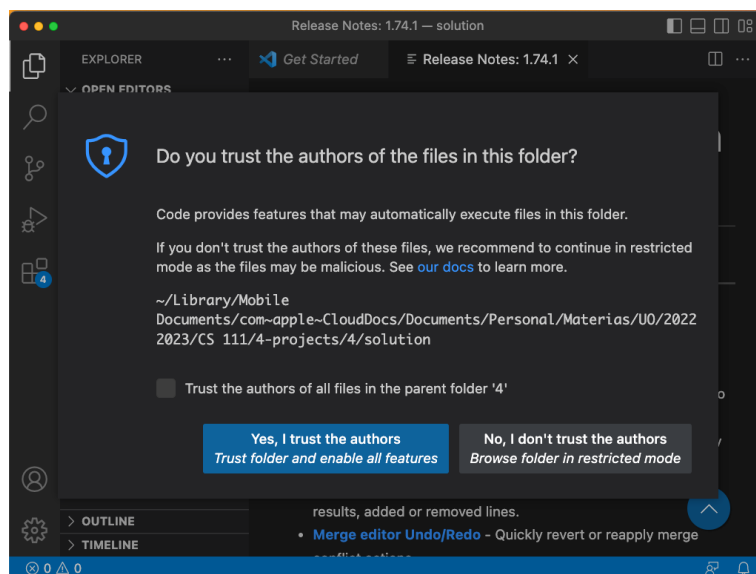 Release Notes: 1.74.1 — solution
EXPLORER
Get Started
Release Notes: 1.74.1
OPEN EDITORS
Do you trust the authors of the files in this folder?
Code provides features that may automatically execute files in this folder.
If you don't trust the authors of these files, we recommend to continue in restricted
mode as the files may be malicious. See our docs to learn more.
~/Library/Mobile
Documents/com~apple~CloudDocs/Documents/Personal/Materias/UO/2022
2023/CS 111/4-projects/4/solution
Trust the authors of all files in the parent folder '4'
Yes, I trust the authors
Trust folder and enable all features
No, I don't trust the authors
Browse folder in restricted mode
4
OUTLINE
TIMELINE
results, added or removed lines.
• Merge editor Undo/Redo - Quickly revert or reapply merge
0 0